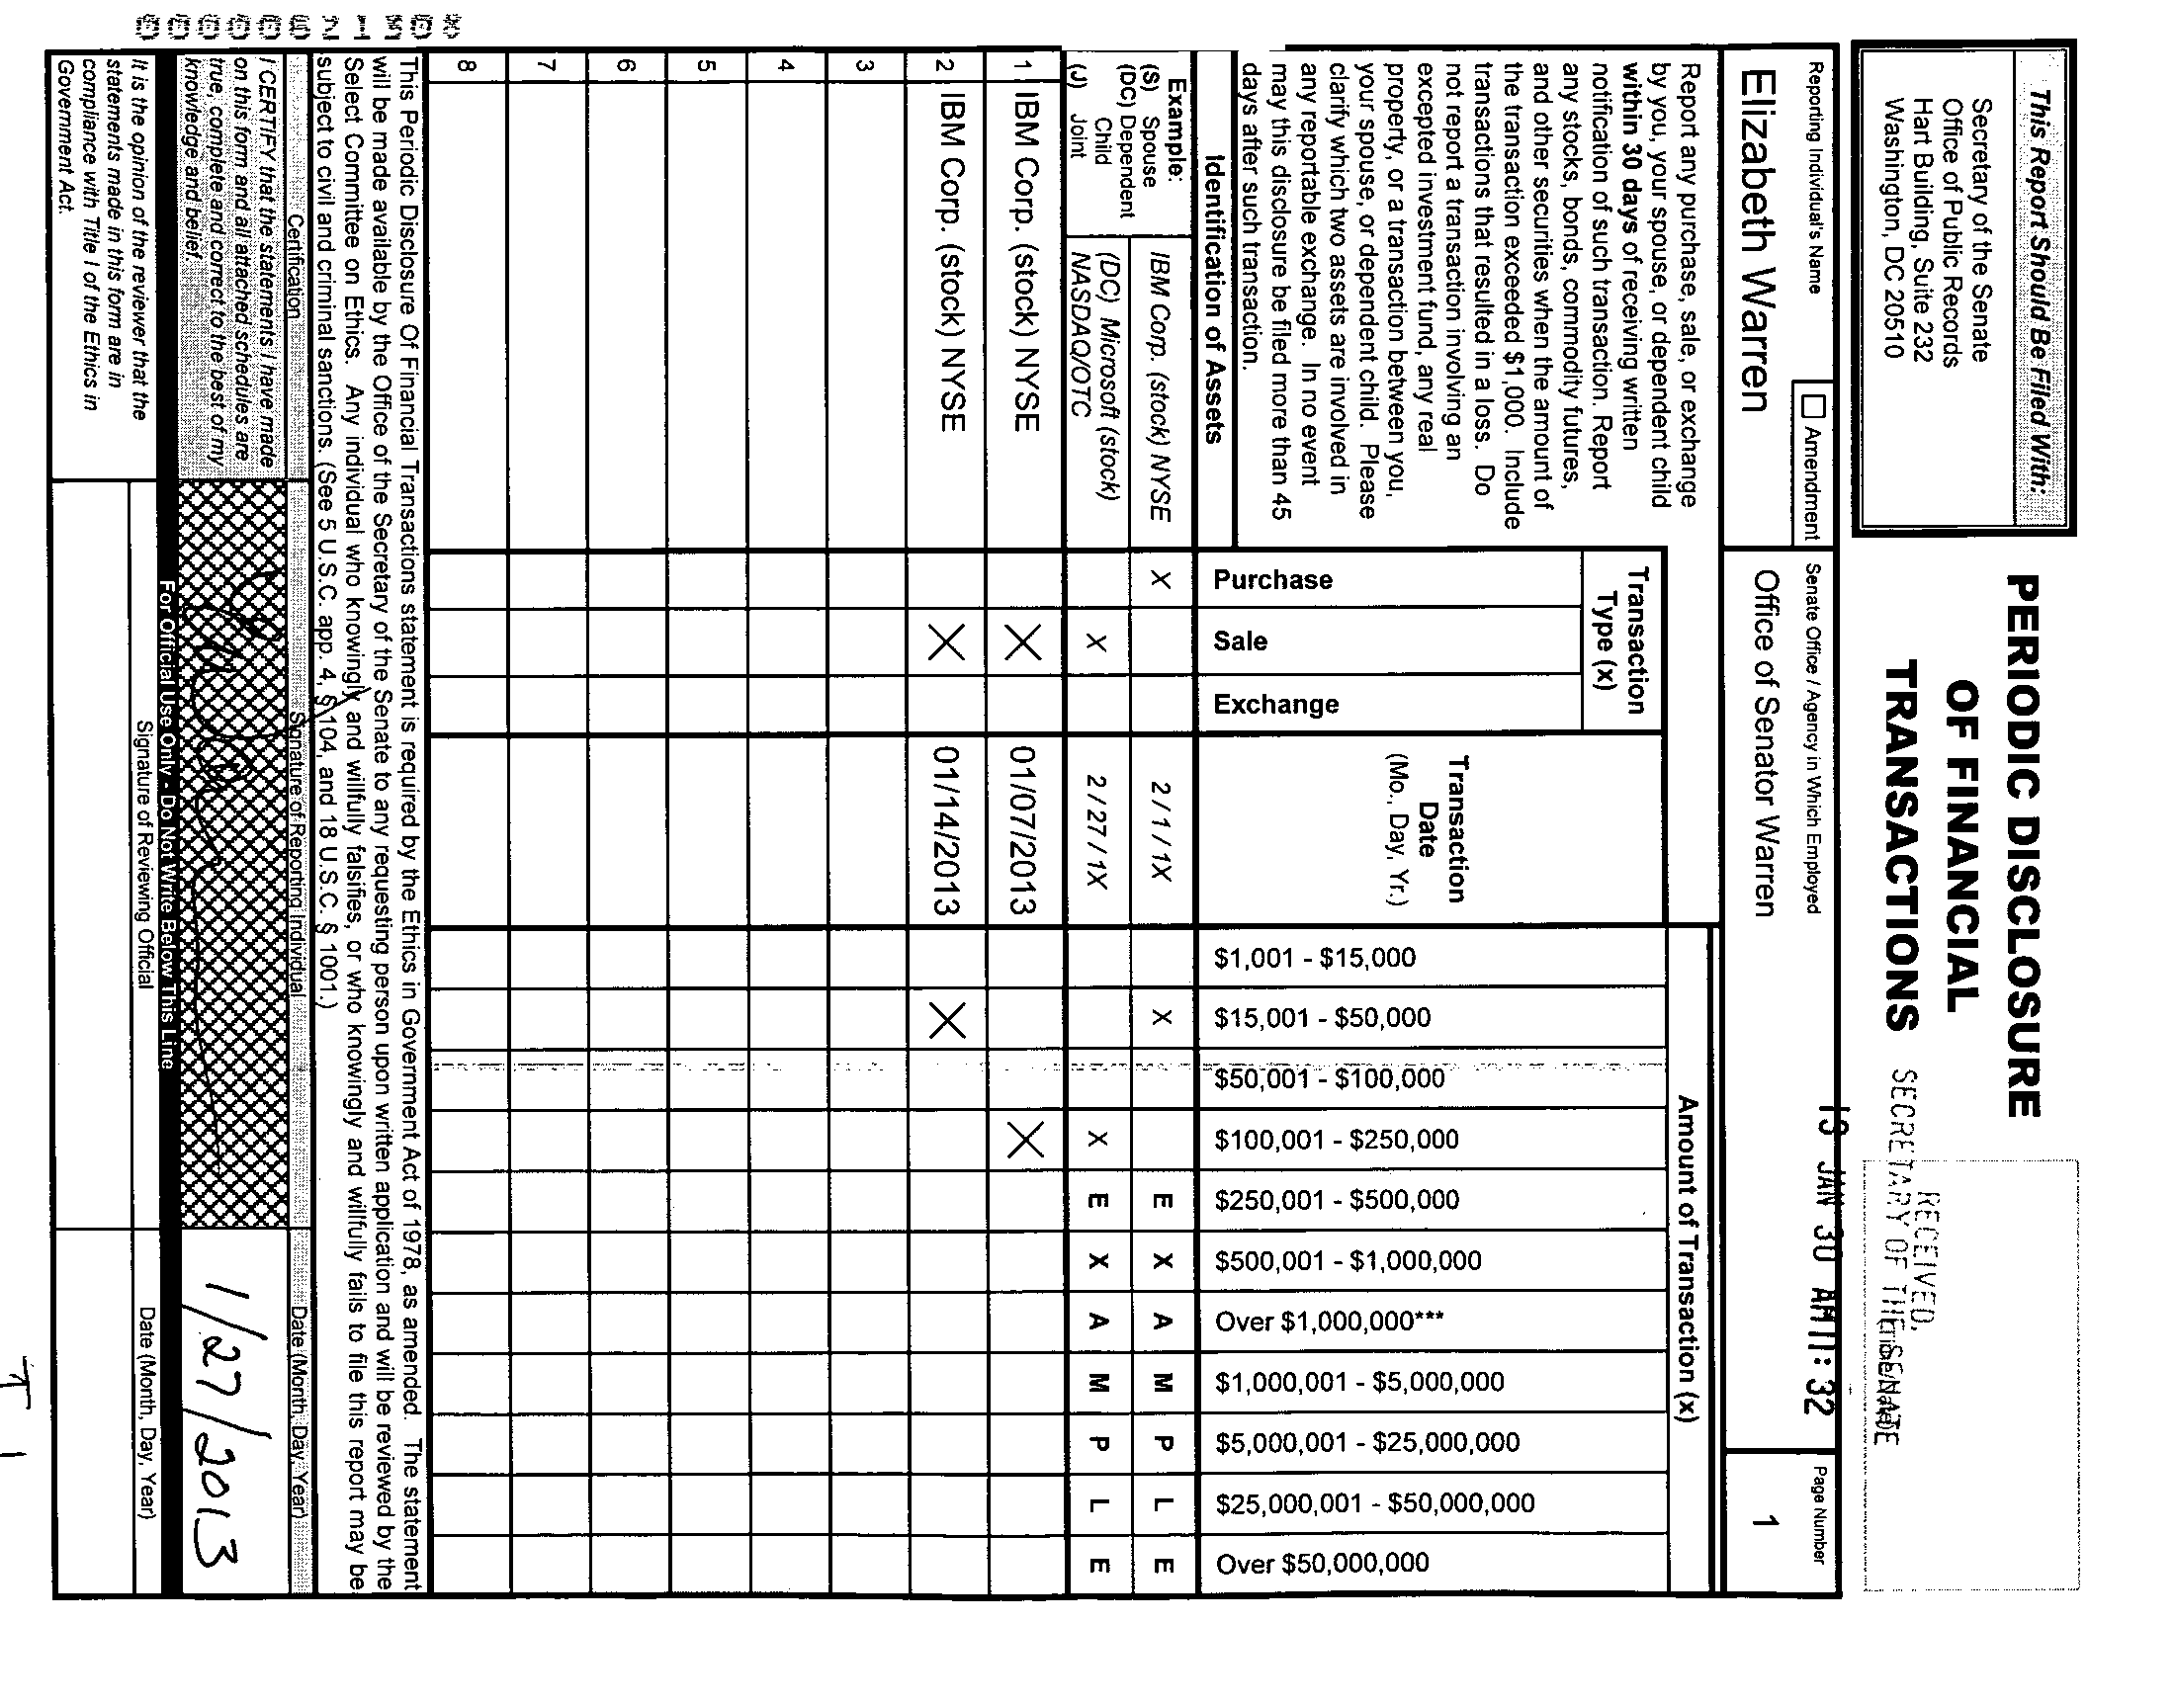 This Report Should Be Filed With:
Secretary of the Senate
Office of Public Records
Hart Building, Suite 232
Washington, DC 20510
PERIODIC DISCLOSURE
OF FINANCIAL
TRANSACTIONS
RECEIVED
SECRETARY OF THE SENATE
13 JAN 30 AM 11:32
Reporting Individual's Name
Amendment
Elizabeth Warren
Senate Office / Agency in Which Employed
Office of Senator Warren
Page Number
1
Report any purchase, sale, or exchange
by you, your spouse, or dependent child
within 30 days of receiving written
notification of such transaction. Report
any stocks, bonds, commodity futures,
and other securities when the amount of
the transaction exceeded $1,000. Include
transactions that resulted in a loss. Do
not report a transaction involving an
excepted investment fund, any real
property, or a transaction between you,
your spouse, or dependent child. Please
clarify which two assets are involved in
any reportable exchange. In no event
may this disclosure be filed more than 45
days after such transaction.
Identification of Assets
Transaction
Type (x)
Purchase
Sale
Exchange
Transaction
Date
(Mo., Day, Yr.)
Amount of Transaction (x)
$1,001 - $15,000
$15,001 - $50,000
$50,001 - $100,000
$100,001 - $250,000
$250,001 - $500,000
$500,001 - $1,000,000
Over $1,000,000***
$1,000,001 - $5,000,000
$5,000,001 - $25,000,000
$25,000,001 - $50,000,000
Over $50,000,000
Example:
(S) Spouse
(DC) Dependent
Child
(J) Joint
IBM Corp. (stock) NYSE X 2 / 1 / 1X X E X A M P L E
(DC) Microsoft (stock)
NASDAQ/OTC X 2 / 27 / 1X X E X A M P L E
1 IBM Corp. (stock) NYSE X 01/07/2013 X
2 IBM Corp. (stock) NYSE X 01/14/2013 X
3
4
5
6
7
8
This Periodic Disclosure Of Financial Transactions statement is required by the Ethics in Government Act of 1978, as amended. The statement
will be made available by the Office of the Secretary of the Senate to any requesting person upon written application and will be reviewed by the
Select Committee on Ethics. Any individual who knowingly and willfully falsifies, or who knowingly and willfully fails to file this report may be
subject to civil and criminal sanctions. (See 5 U.S.C. app. 4, § 104, and 18 U.S.C. § 1001.)
Certification
Signature of Reporting Individual
Date (Month, Day, Year)
I CERTIFY that the statements I have made
on this form and all attached schedules are
true, complete and correct to the best of my
knowledge and belief.
1/27/2013
For Official Use Only - Do Not Write Below This Line
It is the opinion of the reviewer that the
statements made in this form are in
compliance with Title I of the Ethics in
Government Act.
Signature of Reviewing Official
Date (Month, Day, Year)